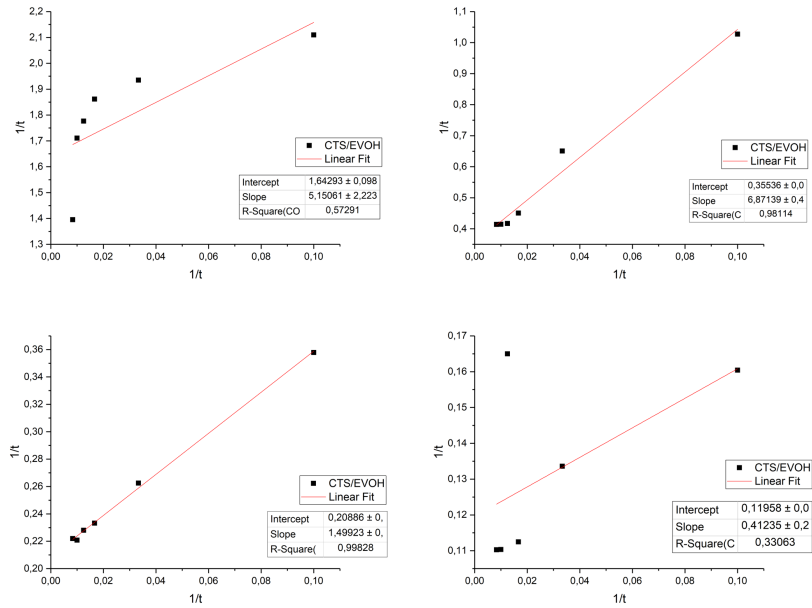 2,2
2,1
2,0
1,9
1,8
1,7
1,6
1,5
1,4
1,3
1/t
CTS/EVOH
Linear Fit
Intercept 1,64293 ± 0,098
Slope 5,15061 ± 2,223
R-Square(CO 0,57291
0,00 0,02 0,04 0,06 0,08 0,10
1/t
1,1
1,0
0,9
0,8
0,7
0,6
0,5
0,4
1/t
CTS/EVOH
Linear Fit
Intercept 0,35536 ± 0,0
Slope 6,87139 ± 0,4
R-Square(C 0,98114
0,00 0,02 0,04 0,06 0,08 0,10
1/t
0,36
0,34
0,32
0,30
0,28
0,26
0,24
0,22
0,20
1/t
CTS/EVOH
Linear Fit
Intercept 0,20886 ± 0,
Slope 1,49923 ± 0,
R-Square( 0,99828
0,00 0,02 0,04 0,06 0,08 0,10
1/t
0,17
0,16
0,15
0,14
0,13
0,12
0,11
1/t
CTS/EVOH
Linear Fit
Intercept 0,11958 ± 0,0
Slope 0,41235 ± 0,2
R-Square(C 0,33063
0,00 0,02 0,04 0,06 0,08 0,10
1/t